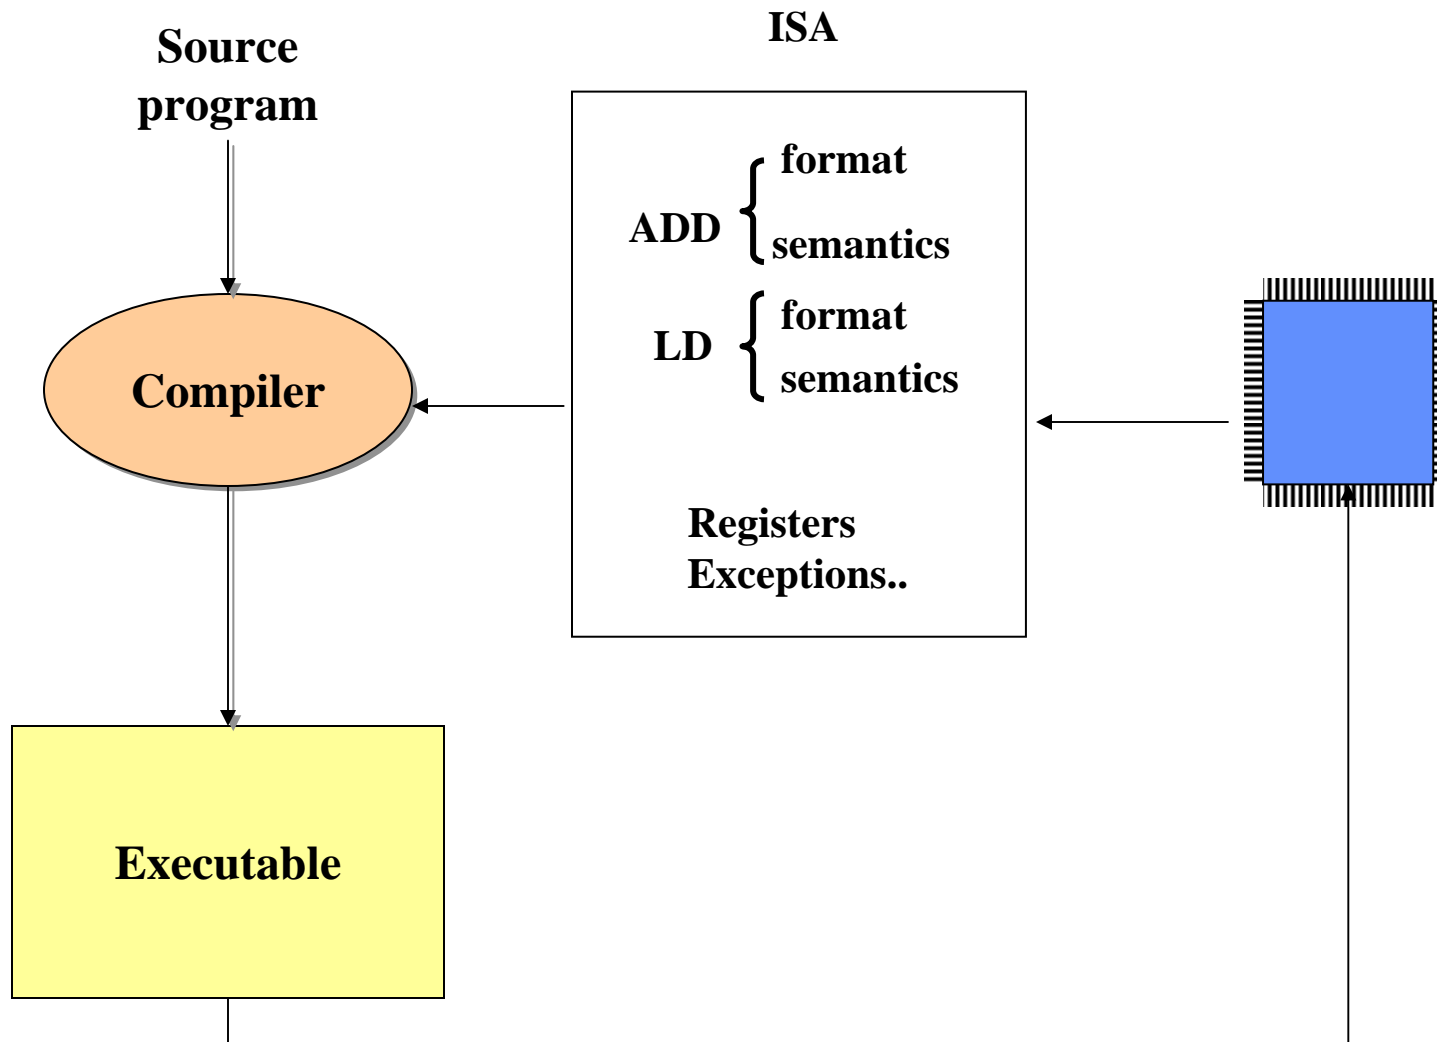 Source
program
ISA
ADD
format
semantics
LD
format
semantics
Registers
Exceptions..
Compiler
Executable